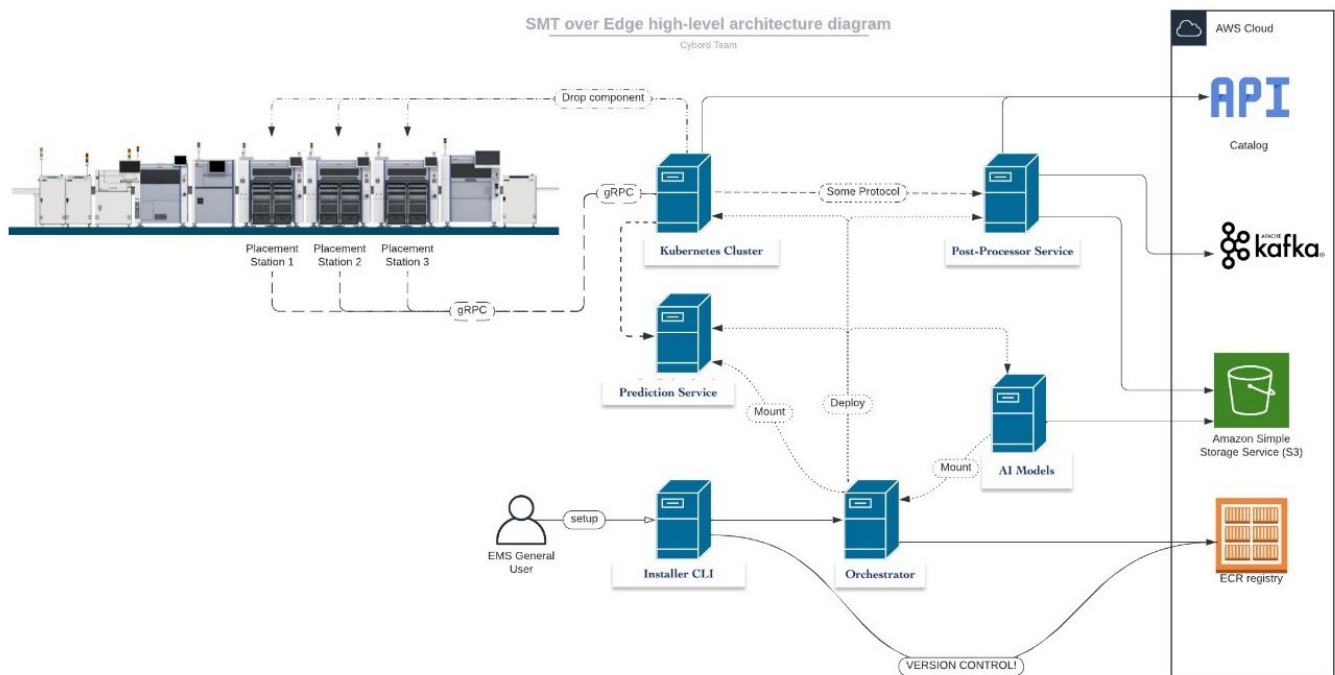 SMT over Edge high-level architecture diagram
Cybord Team
AWS Cloud
Drop component
API
Catalog
gRPC
Some Protocol
Placement
Station 1
Placement
Station 2
Placement
Station 3
Kubernetes Cluster
Post-Processor Service
APACHE
kafka®
gRPC
Prediction Service
Mount
Deploy
Amazon Simple
Storage Service (S3)
Mount
AI Models
setup
EMS General
User
Installer CLI
Orchestrator
ECR registry
VERSION CONTROL!